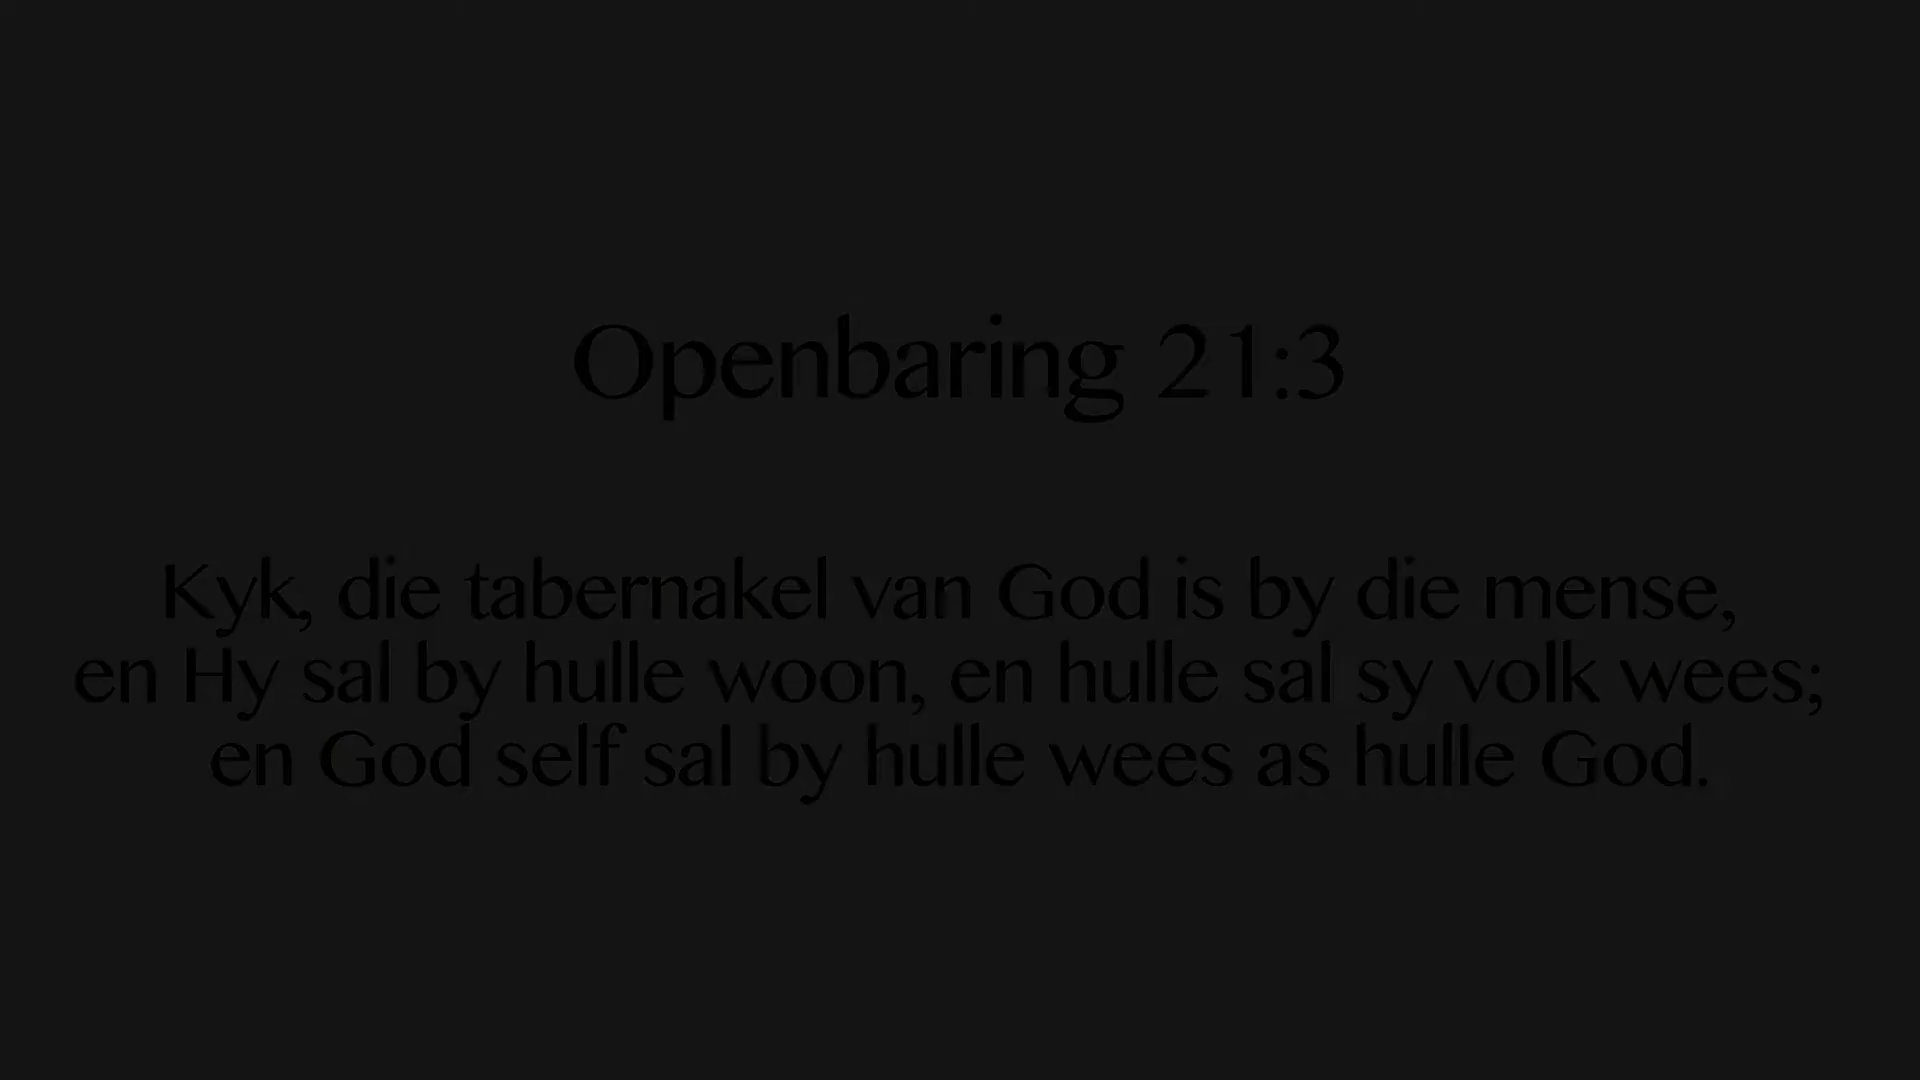 Openbaring 21:3
Kyk, die tabernakel van God is by die mense,
en Hy sal by hulle woon, en hulle sal sy volk wees;
en God self sal by hulle wees as hulle God.